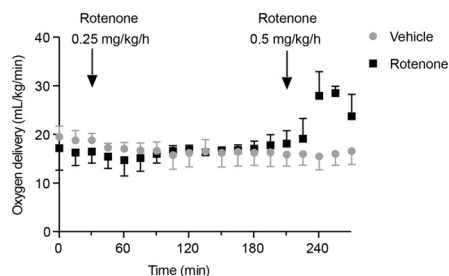 Rotenone
0.25 mg/kg/h
Rotenone
0.5 mg/kg/h
Vehicle
Rotenone
Oxygen delivery (mL/kg/min)
40
30
20
10
0
0
60
120
180
240
Time (min)